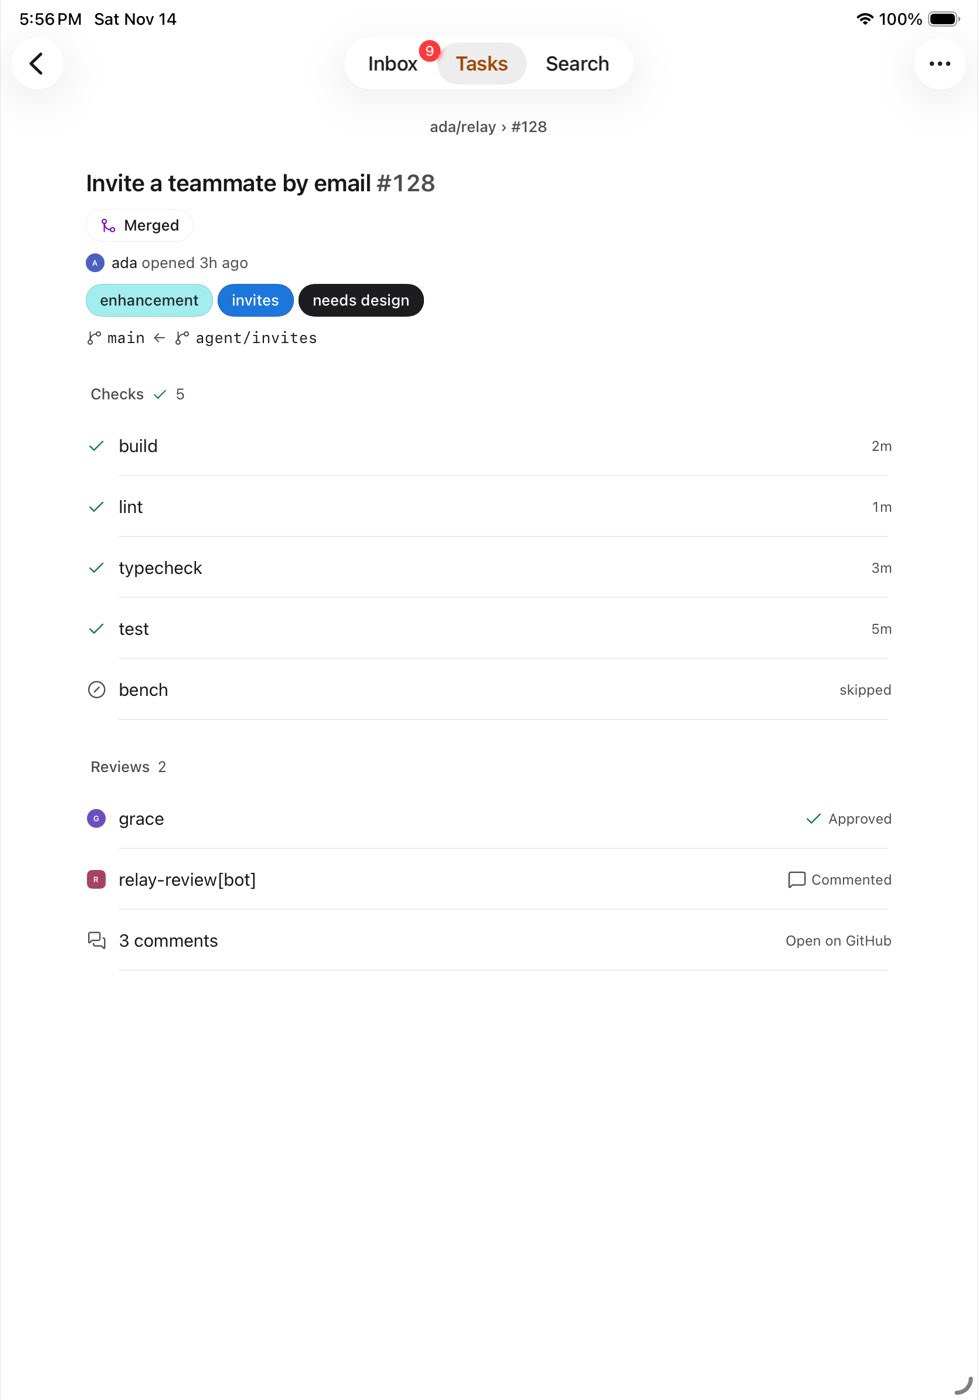 5:56 PM Sat Nov 14
100%
Inbox 9 Tasks Search
ada/relay › #128
Invite a teammate by email #128
Merged
A ada opened 3h ago
enhancement invites needs design
main ← agent/invites
Checks ✓ 5
build 2m
lint 1m
typecheck 3m
test 5m
bench skipped
Reviews 2
G grace Approved
R relay-review[bot] Commented
3 comments Open on GitHub